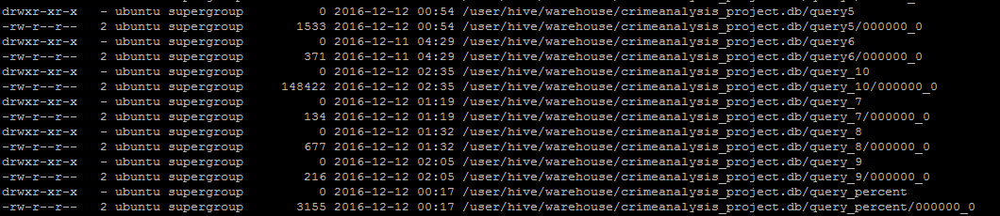 drwxr-xr-x - ubuntu supergroup 0 2016-12-12 00:54 /user/hive/warehouse/crimeanalysis_project.db/query5
-rw-r--r-- 2 ubuntu supergroup 1533 2016-12-12 00:54 /user/hive/warehouse/crimeanalysis_project.db/query5/000000_0
drwxr-xr-x - ubuntu supergroup 0 2016-12-11 04:29 /user/hive/warehouse/crimeanalysis_project.db/query6
-rw-r--r-- 2 ubuntu supergroup 371 2016-12-11 04:29 /user/hive/warehouse/crimeanalysis_project.db/query6/000000_0
drwxr-xr-x - ubuntu supergroup 0 2016-12-12 02:35 /user/hive/warehouse/crimeanalysis_project.db/query_10
-rw-r--r-- 2 ubuntu supergroup 148422 2016-12-12 02:35 /user/hive/warehouse/crimeanalysis_project.db/query_10/000000_0
drwxr-xr-x - ubuntu supergroup 0 2016-12-12 01:19 /user/hive/warehouse/crimeanalysis_project.db/query_7
-rw-r--r-- 2 ubuntu supergroup 134 2016-12-12 01:19 /user/hive/warehouse/crimeanalysis_project.db/query_7/000000_0
drwxr-xr-x - ubuntu supergroup 0 2016-12-12 01:32 /user/hive/warehouse/crimeanalysis_project.db/query_8
-rw-r--r-- 2 ubuntu supergroup 677 2016-12-12 01:32 /user/hive/warehouse/crimeanalysis_project.db/query_8/000000_0
drwxr-xr-x - ubuntu supergroup 0 2016-12-12 02:05 /user/hive/warehouse/crimeanalysis_project.db/query_9
-rw-r--r-- 2 ubuntu supergroup 216 2016-12-12 02:05 /user/hive/warehouse/crimeanalysis_project.db/query_9/000000_0
drwxr-xr-x - ubuntu supergroup 0 2016-12-12 00:17 /user/hive/warehouse/crimeanalysis_project.db/query_percent
-rw-r--r-- 2 ubuntu supergroup 3155 2016-12-12 00:17 /user/hive/warehouse/crimeanalysis_project.db/query_percent/000000_0